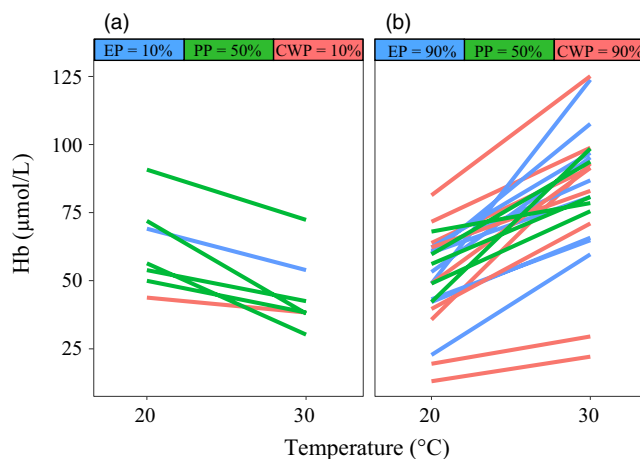 (a) (b)
EP = 10% PP = 50% CWP = 10% EP = 90% PP = 50% CWP = 90%
125
100
75
50
25
Hb (μmol/L)
20 30 20 30
Temperature (°C)